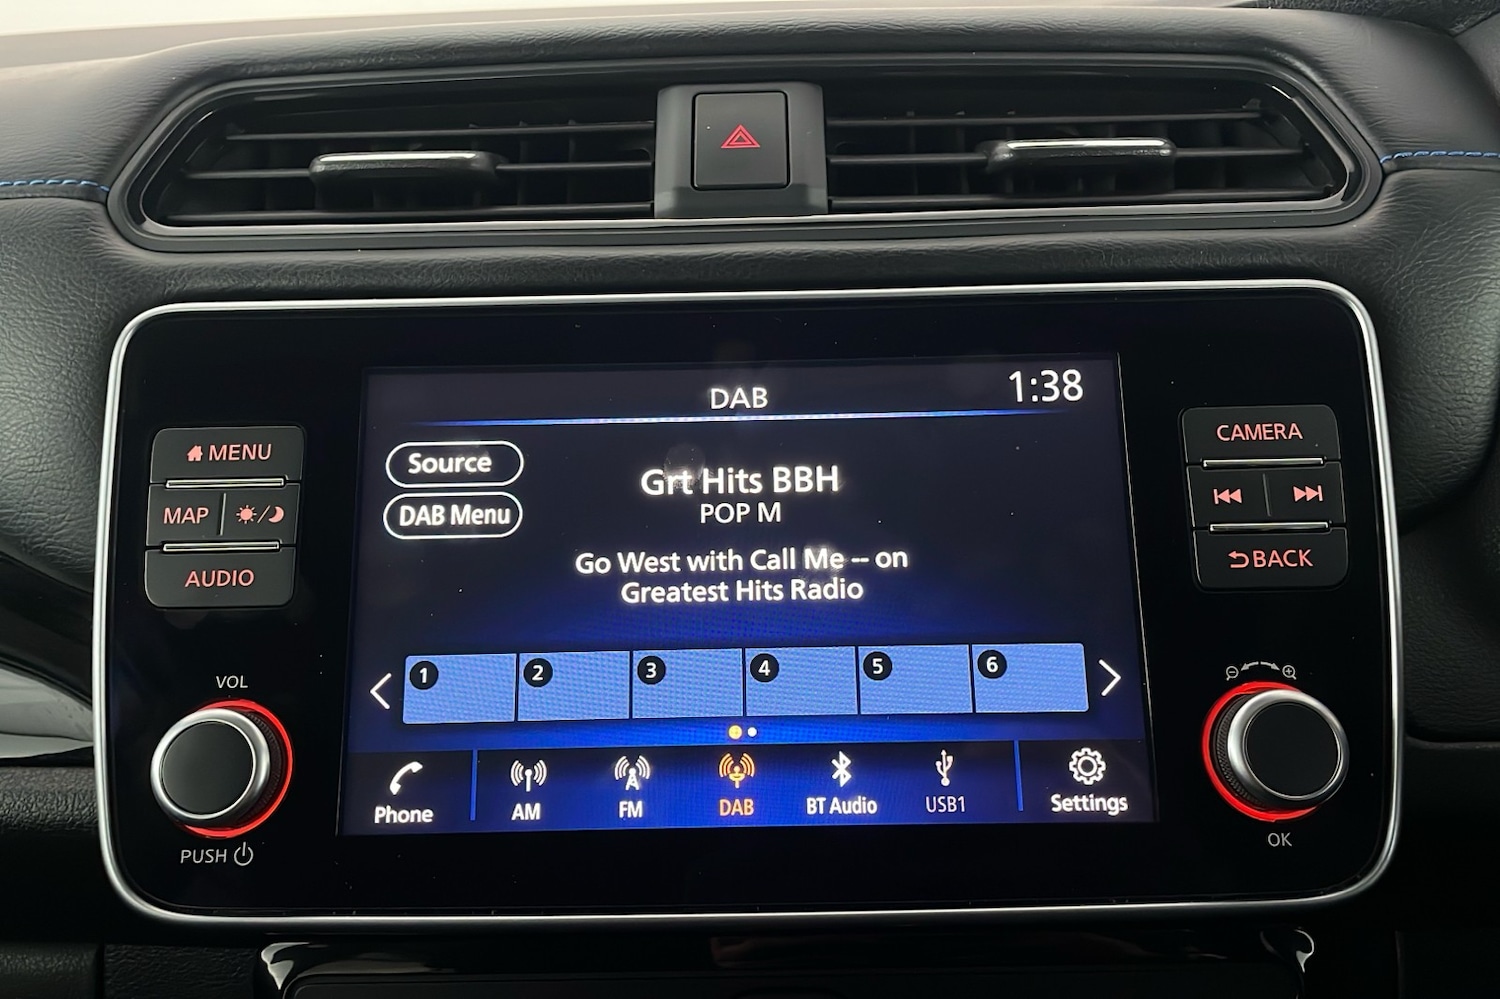 DAB
1:38
MENU
MAP
AUDIO
VOL
PUSH
Source
DAB Menu
Grt Hits BBH
POP M
Go West with Call Me -- on
Greatest Hits Radio
1 2 3 4 5 6
Phone
AM
FM
DAB
BT Audio
USB1
Settings
CAMERA
BACK
OK